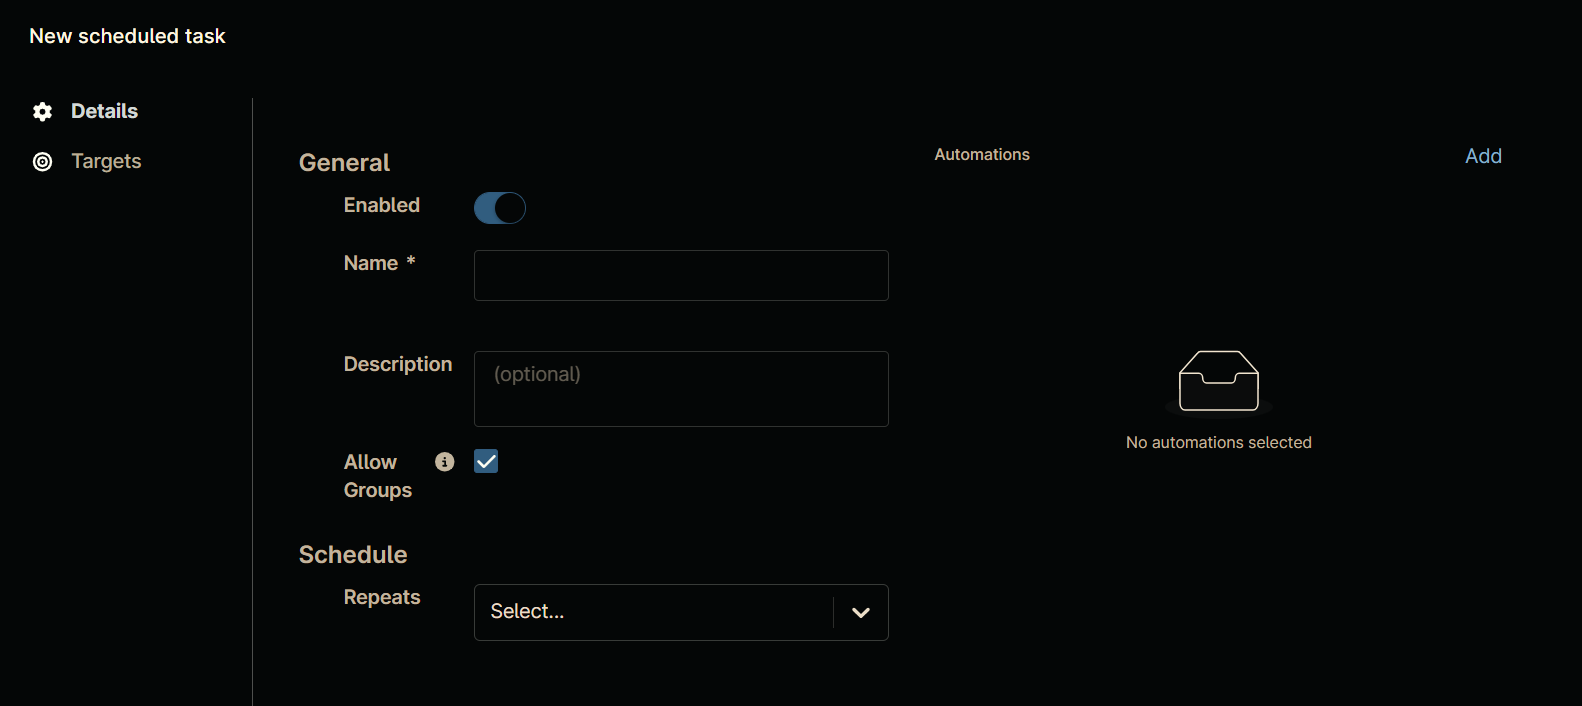 New scheduled task
Details
Targets
General
Enabled
Name *
Description
(optional)
Allow
Groups
Schedule
Repeats
Select...
Automations
Add
No automations selected